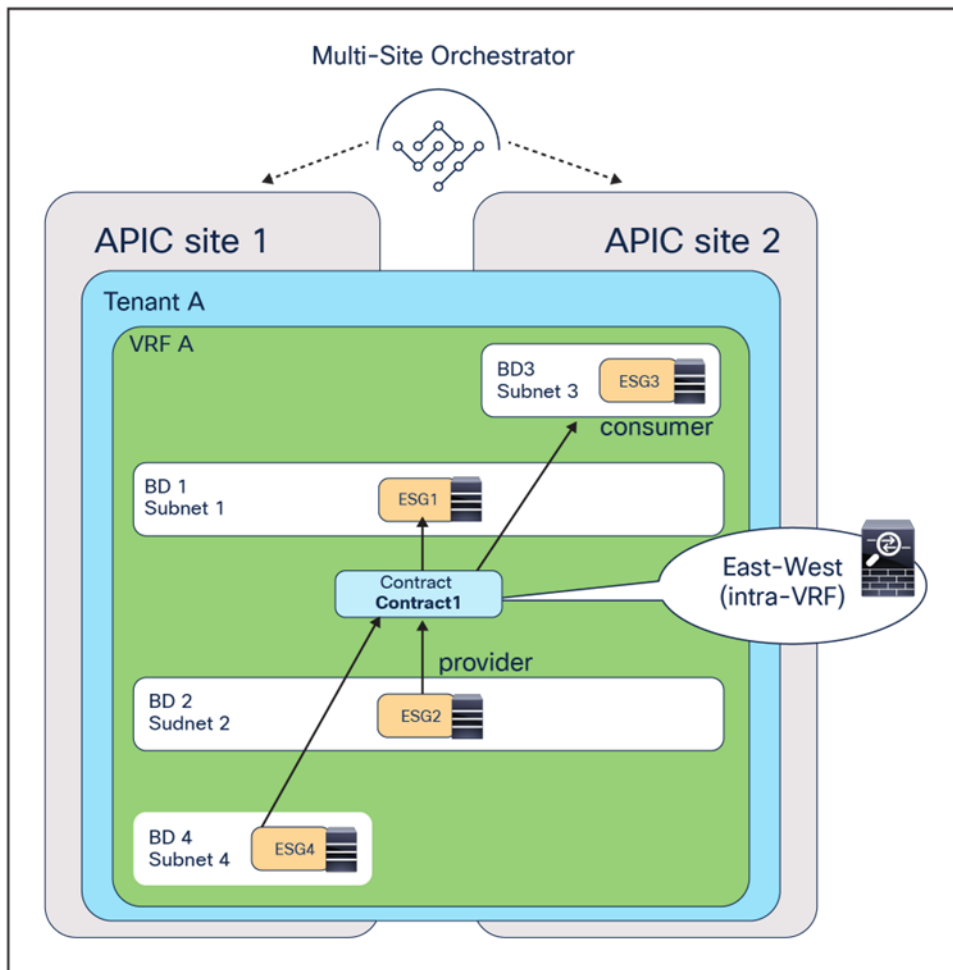 Multi-Site Orchestrator
APIC site 1
APIC site 2
Tenant A
VRF A
BD3
Subnet 3
ESG3
consumer
BD 1
Subnet 1
ESG1
Contract
Contract1
East-West
(intra-VRF)
provider
BD 2
Sudnet 2
ESG2
BD 4
Subnet 4
ESG4